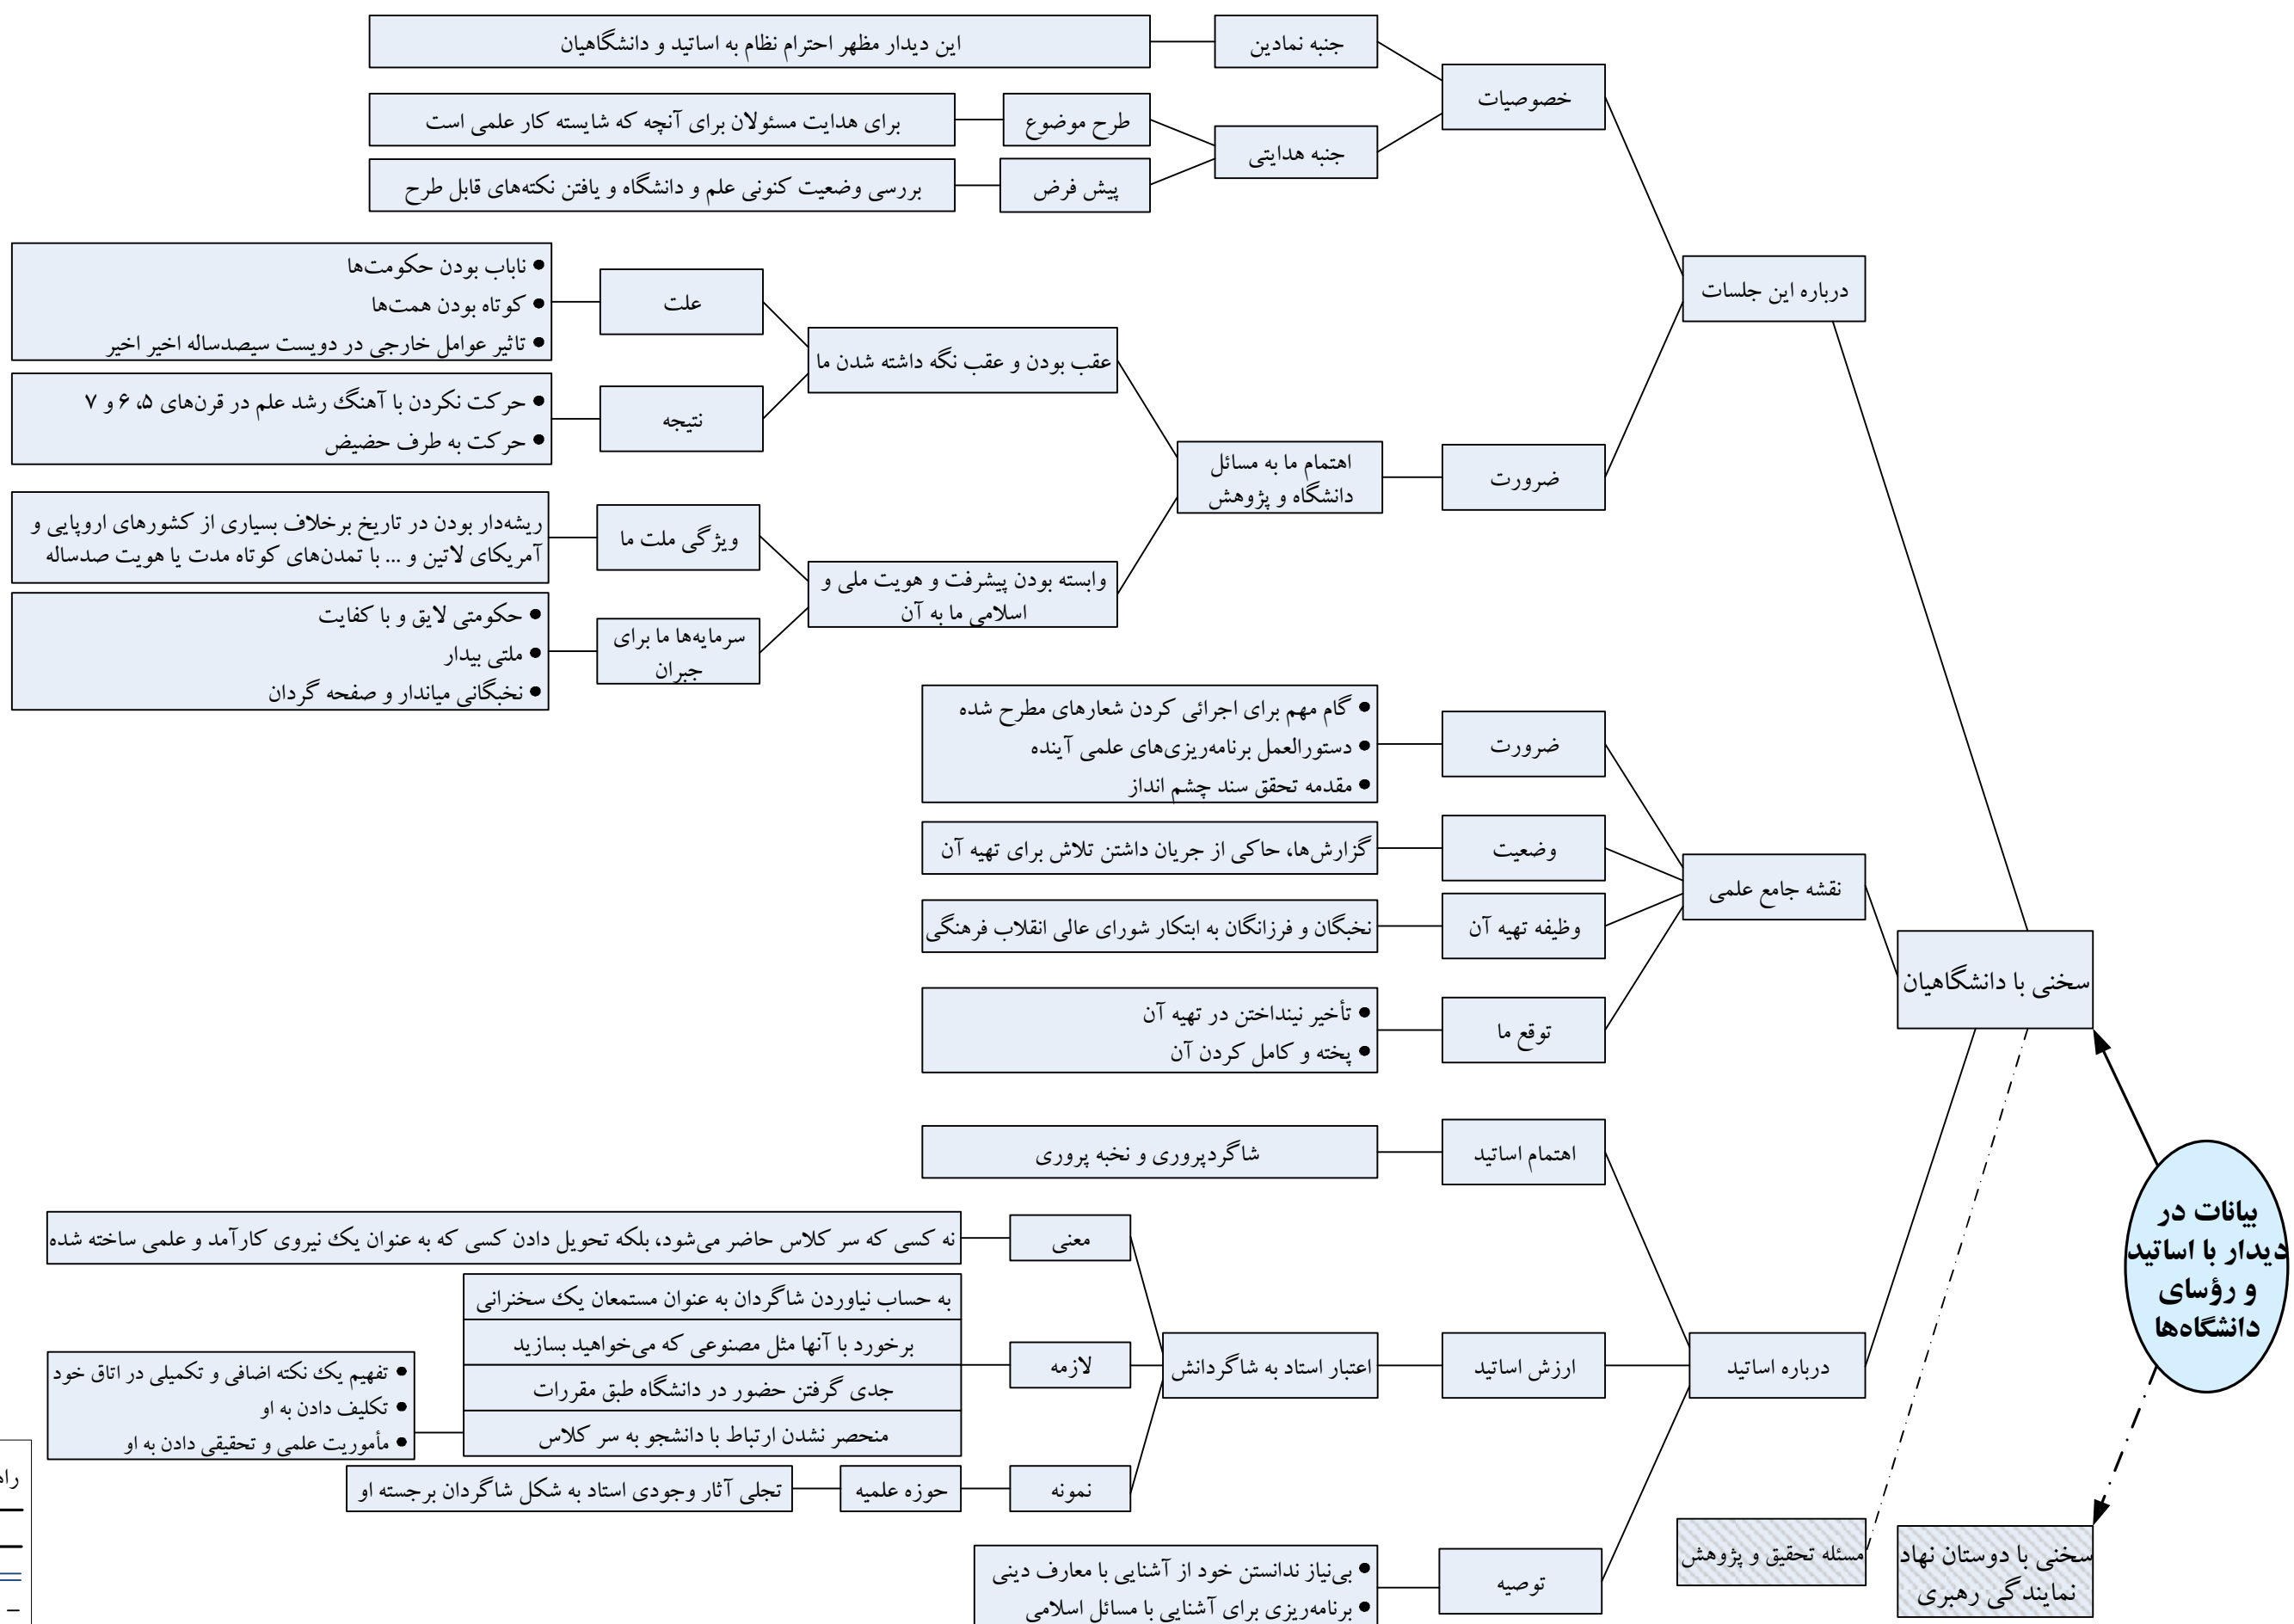 بیانات در
دیدار با اساتید
و رؤسای
دانشگاه‌ها
سخنی با دانشگاهیان
درباره این جلسات
خصوصیات
جنبه نمادین
این دیدار مظهر احترام نظام به اساتید و دانشگاهیان
جنبه هدایتی
طرح موضوع
برای هدایت مسئولان برای آنچه که شایسته کار علمی است
پیش فرض
بررسی وضعیت کنونی علم و دانشگاه و یافتن نکته‌های قابل طرح
ضرورت
اهتمام ما به مسائل
دانشگاه و پژوهش
عقب بودن و عقب نگه داشته شدن ما
علت
• ناباب بودن حکومت‌ها
• کوتاه بودن همت‌ها
• تاثیر عوامل خارجی در دویست سیصدساله اخیر اخیر
نتیجه
• حرکت نکردن با آهنگ رشد علم در قرن‌های ۵، ۶ و ۷
• حرکت به طرف حضیض
وابسته بودن پیشرفت و هویت ملی و
اسلامی ما به آن
ویژگی ملت ما
ریشه‌دار بودن در تاریخ برخلاف بسیاری از کشورهای اروپایی و
آمریکای لاتین و ... با تمدن‌های کوتاه مدت یا هویت صدساله
سرمایه‌ها ما برای
جبران
• حکومتی لایق و با کفایت
• ملتی بیدار
• نخبگانی میاندار و صفحه گردان
نقشه جامع علمی
ضرورت
• گام مهم برای اجرائی کردن شعارهای مطرح شده
• دستورالعمل برنامه‌ریزی‌های علمی آینده
• مقدمه تحقق سند چشم انداز
وضعیت
گزارش‌ها، حاکی از جریان داشتن تلاش برای تهیه آن
وظیفه تهیه آن
نخبگان و فرزانگان به ابتکار شورای عالی انقلاب فرهنگی
توقع ما
• تأخیر نینداختن در تهیه آن
• پخته و کامل کردن آن
درباره اساتید
اهتمام اساتید
شاگردپروری و نخبه پروری
ارزش اساتید
اعتبار استاد به شاگردانش
معنی
نه کسی که سر کلاس حاضر می‌شود، بلکه تحویل دادن کسی که به عنوان یک نیروی کارآمد و علمی ساخته شده
لازمه
به حساب نیاوردن شاگردان به عنوان مستمعان یک سخنرانی
برخورد با آنها مثل مصنوعی که می‌خواهید بسازید
جدی گرفتن حضور در دانشگاه طبق مقررات
منحصر نشدن ارتباط با دانشجو به سر کلاس
• تفهیم یک نکته اضافی و تکمیلی در اتاق خود
• تکلیف دادن به او
• مأموریت علمی و تحقیقی دادن به او
نمونه
حوزه علمیه
تجلی آثار وجودی استاد به شکل شاگردان برجسته او
توصیه
• بی‌نیاز ندانستن خود از آشنایی با معارف دینی
• برنامه‌ریزی برای آشنایی با مسائل اسلامی
مسئله تحقیق و پژوهش
سخنی با دوستان نهاد
نمایندگی رهبری